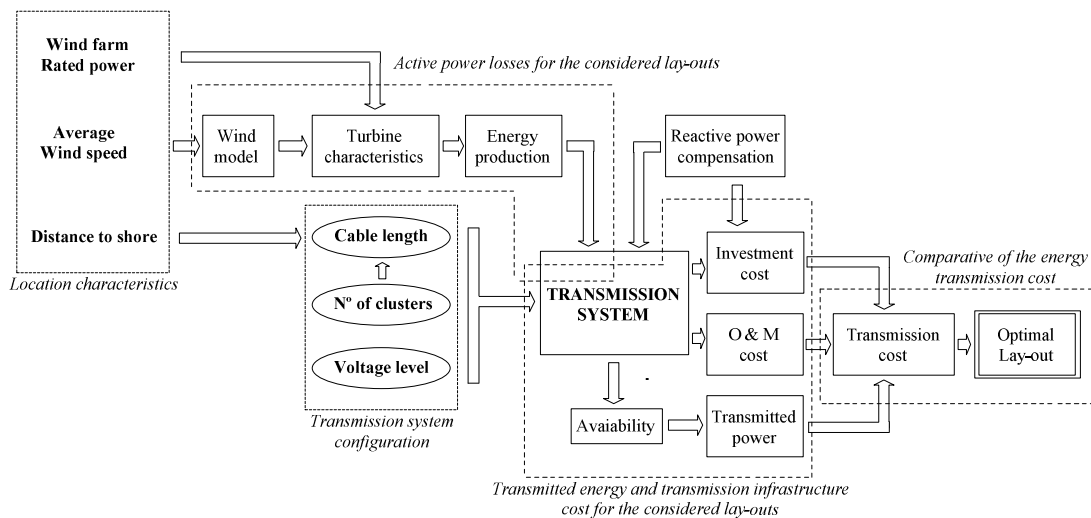 Wind farm
Rated power
Active power losses for the considered lay-outs
Average
Wind speed
Wind
model
Turbine
characteristics
Energy
production
Reactive power
compensation
Distance to shore
Location characteristics
Cable length
Nº of clusters
Voltage level
Transmission system
configuration
TRANSMISSION
SYSTEM
Investment
cost
O & M
cost
Avaiability
Transmitted
power
Comparative of the energy
transmission cost
Transmission
cost
Optimal
Lay-out
Transmitted energy and transmission infrastructure
cost for the considered lay-outs